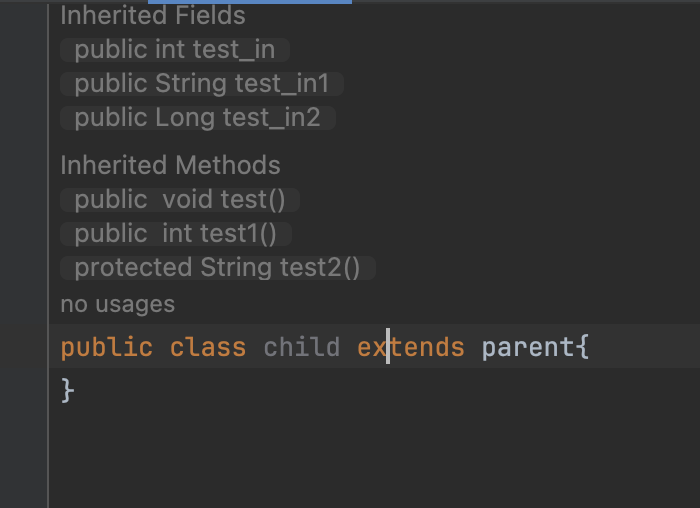 Inherited Fields
public int test_in
public String test_in1
public Long test_in2
Inherited Methods
public  void test()
public  int test1()
protected String test2()
no usages
public class child extends parent{
}